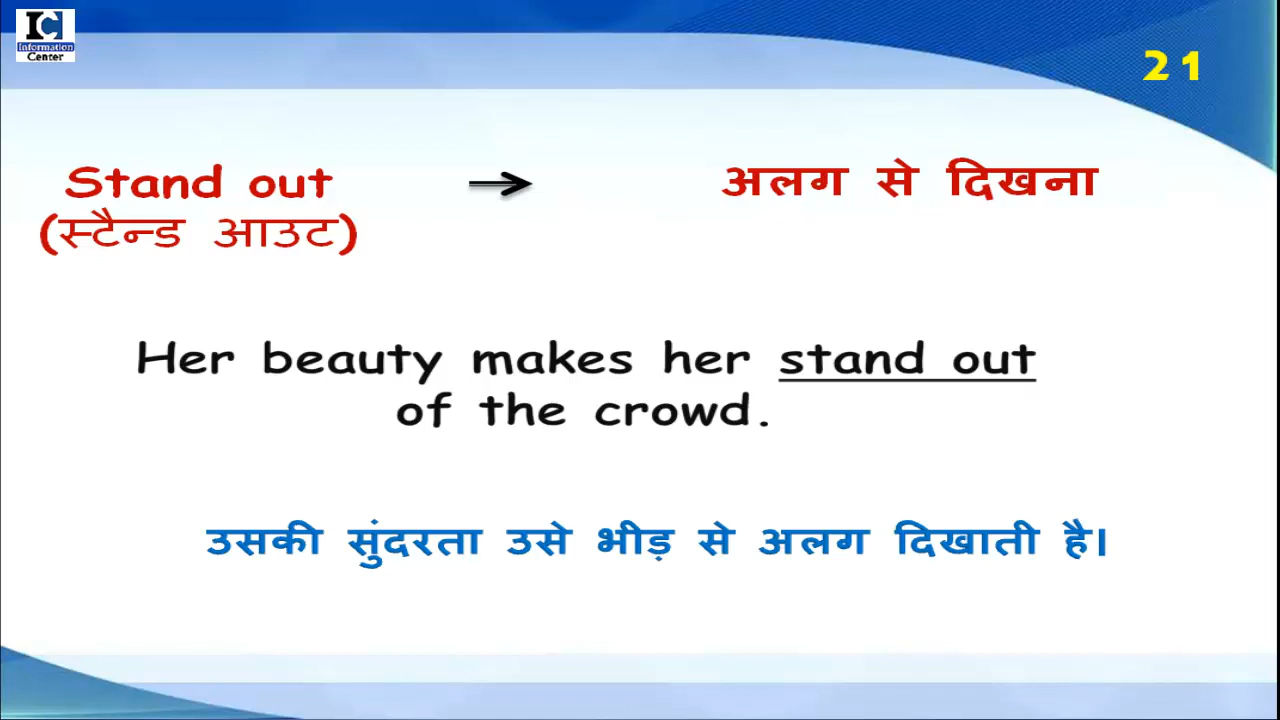 IC
Information
Center
21
Stand out → अलग से दिखना
(स्टैन्ड आउट)
Her beauty makes her stand out
of the crowd.
उसकी सुंदरता उसे भीड़ से अलग दिखाती है।